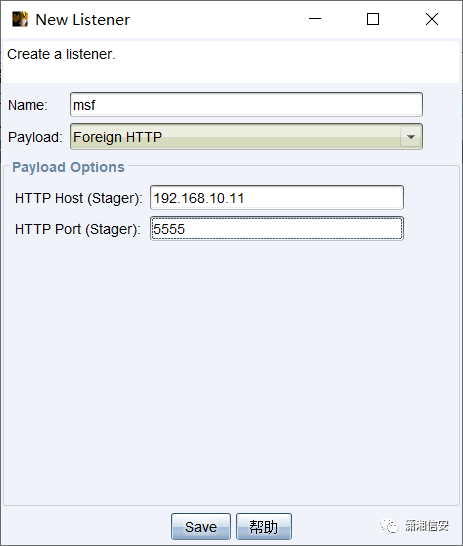 New Listener
Create a listener.
Name: msf
Payload: Foreign HTTP
Payload Options
HTTP Host (Stager): 192.168.10.11
HTTP Port (Stager): 5555
Save 帮助
潇湘信安